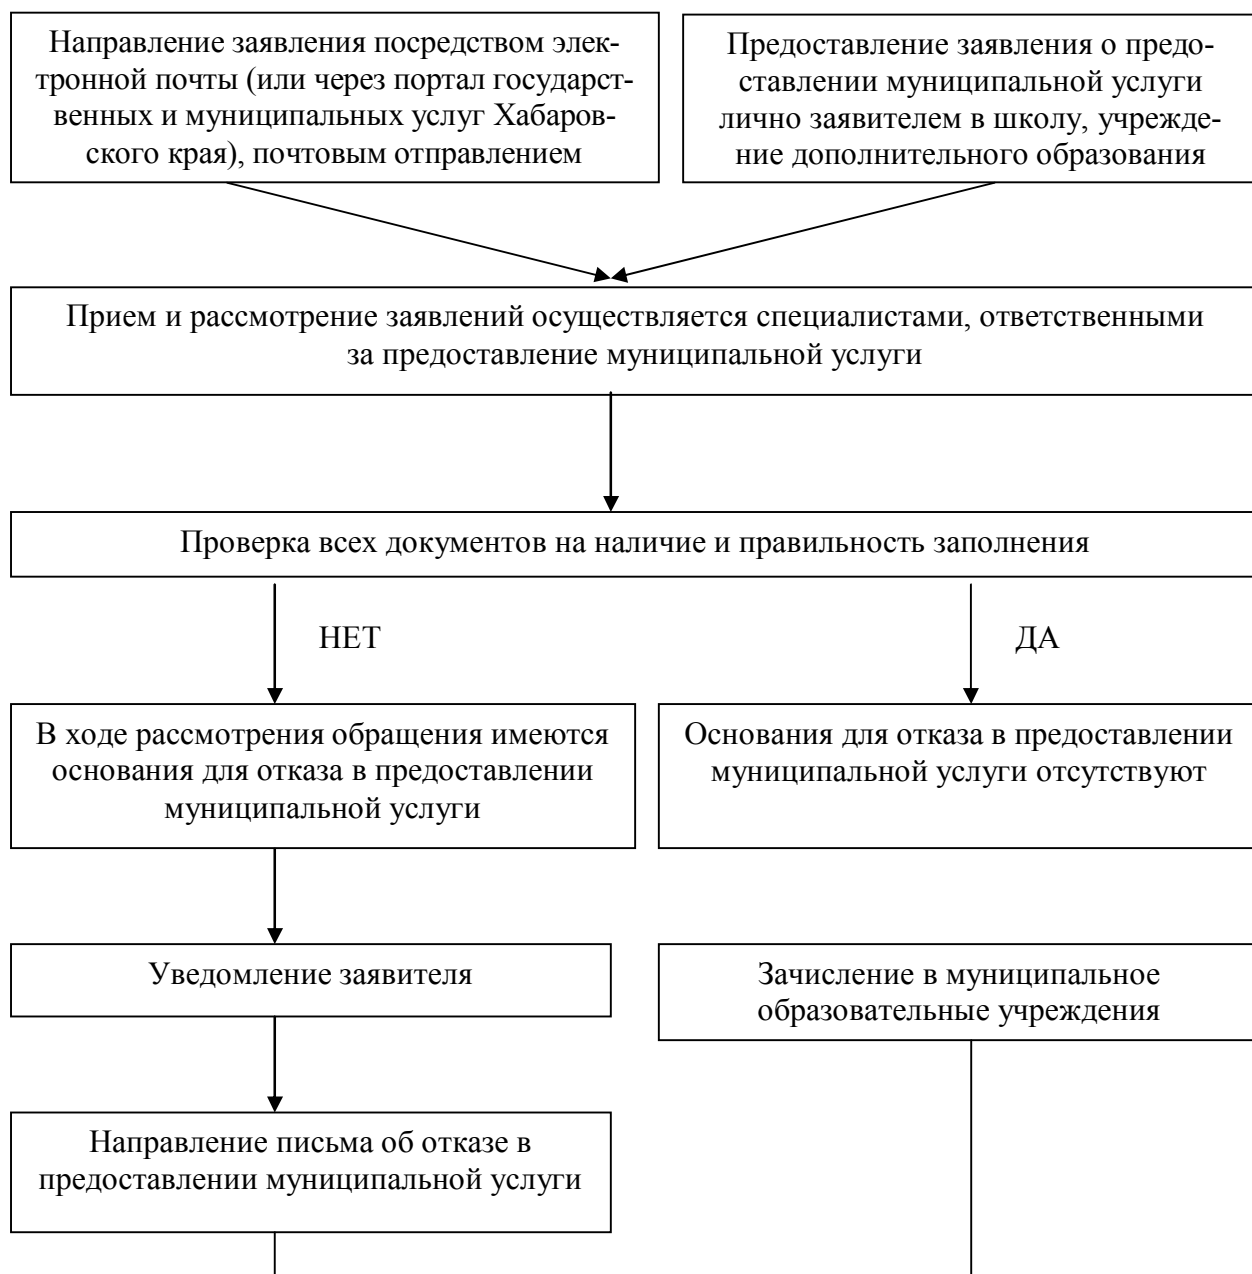 Направление заявления посредством элек-
тронной почты (или через портал государст-
венных и муниципальных услуг Хабаров-
ского края), почтовым отправлением
Предоставление заявления о предо-
ставлении муниципальной услуги
лично заявителем в школу, учрежде-
ние дополнительного образования
Прием и рассмотрение заявлений осуществляется специалистами, ответственными
за предоставление муниципальной услуги
Проверка всех документов на наличие и правильность заполнения
НЕТ
ДА
В ходе рассмотрения обращения имеются
основания для отказа в предоставлении
муниципальной услуги
Основания для отказа в предоставлении
муниципальной услуги отсутствуют
Уведомление заявителя
Зачисление в муниципальное
образовательные учреждения
Направление письма об отказе в
предоставлении муниципальной услуги